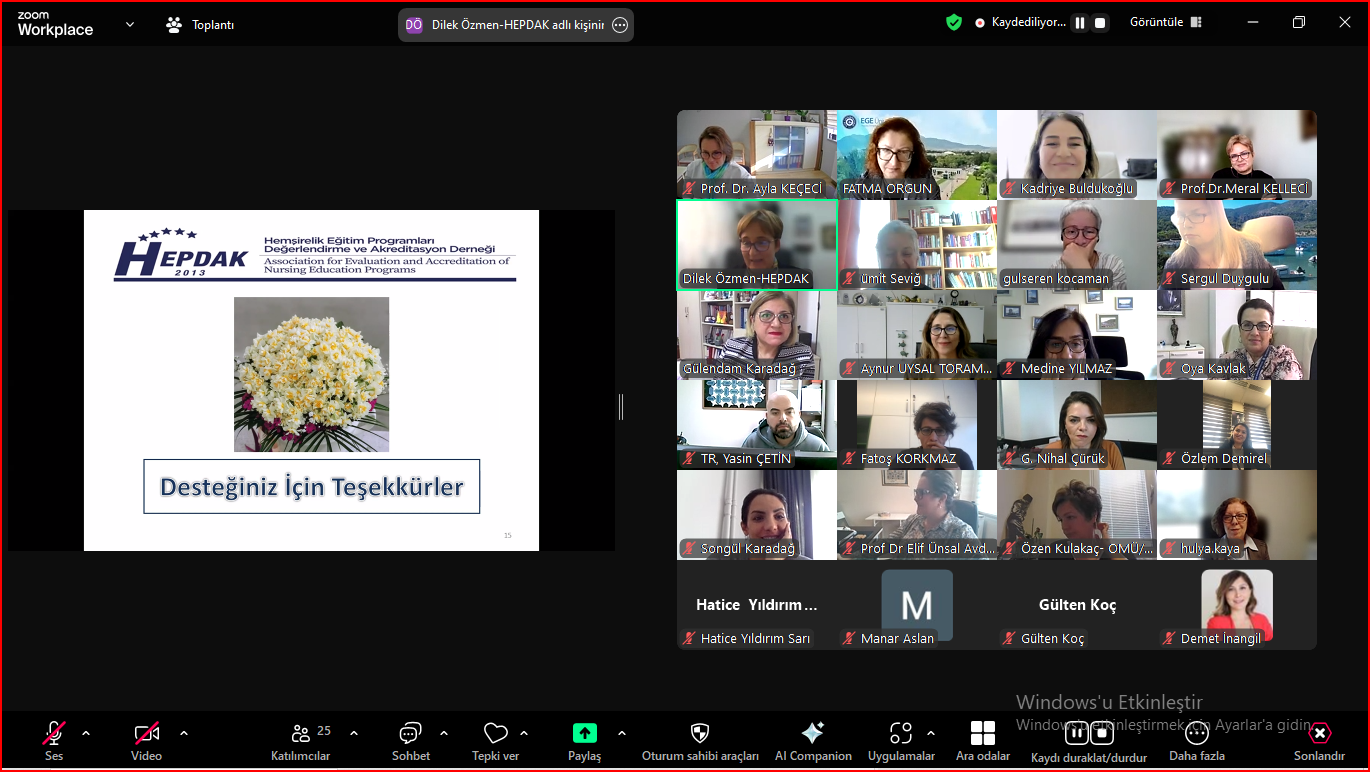 zoom
Workplace
Toplantı
DÖ
Dilek Özmen-HEPDAK adlı kişinir
Kaydediliyor...
Görüntüle
HEPDAK
2013
Hemşirelik Eğitim Programları
Değerlendirme ve Akreditasyon Derneği
Association for Evaluation and Accreditation of
Nursing Education Programs
Desteğiniz İçin Teşekkürler
15
EGE Ün
Prof. Dr. Ayla KEÇECİ
FATMA ORGUN
Kadriye Buldukoğlu
Prof.Dr.Meral KELLECİ
Dilek Özmen-HEPDAK
ümit Seviğ
gulseren kocaman
Sergul Duygulu
Gülendam Karadağ
Aynur UYSAL TORAM...
Medine YILMAZ
Oya Kavlak
TR, Yasin ÇETİN
Fatoş KORKMAZ
G. Nihal Çürük
Özlem Demirel
Songül Karadağ
Prof Dr Elif Ünsal Avd...
Özen Kulakaç- OMÜ/...
hulya.kaya
Hatice Yıldırım ...
M
Gülten Koç
Hatice Yıldırım Sarı
Manar Aslan
Gülten Koç
Demet İnangil
Windows'u Etkinleştir
Windows'u etkinleştirmek için Ayarlar'a gidin.
Ses
Video
25
Katılımcılar
Sohbet
Tepki ver
Paylaş
Oturum sahibi araçları
AI Companion
Uygulamalar
Ara odalar
Kaydı duraklat/durdur
Daha fazla
Sonlandır